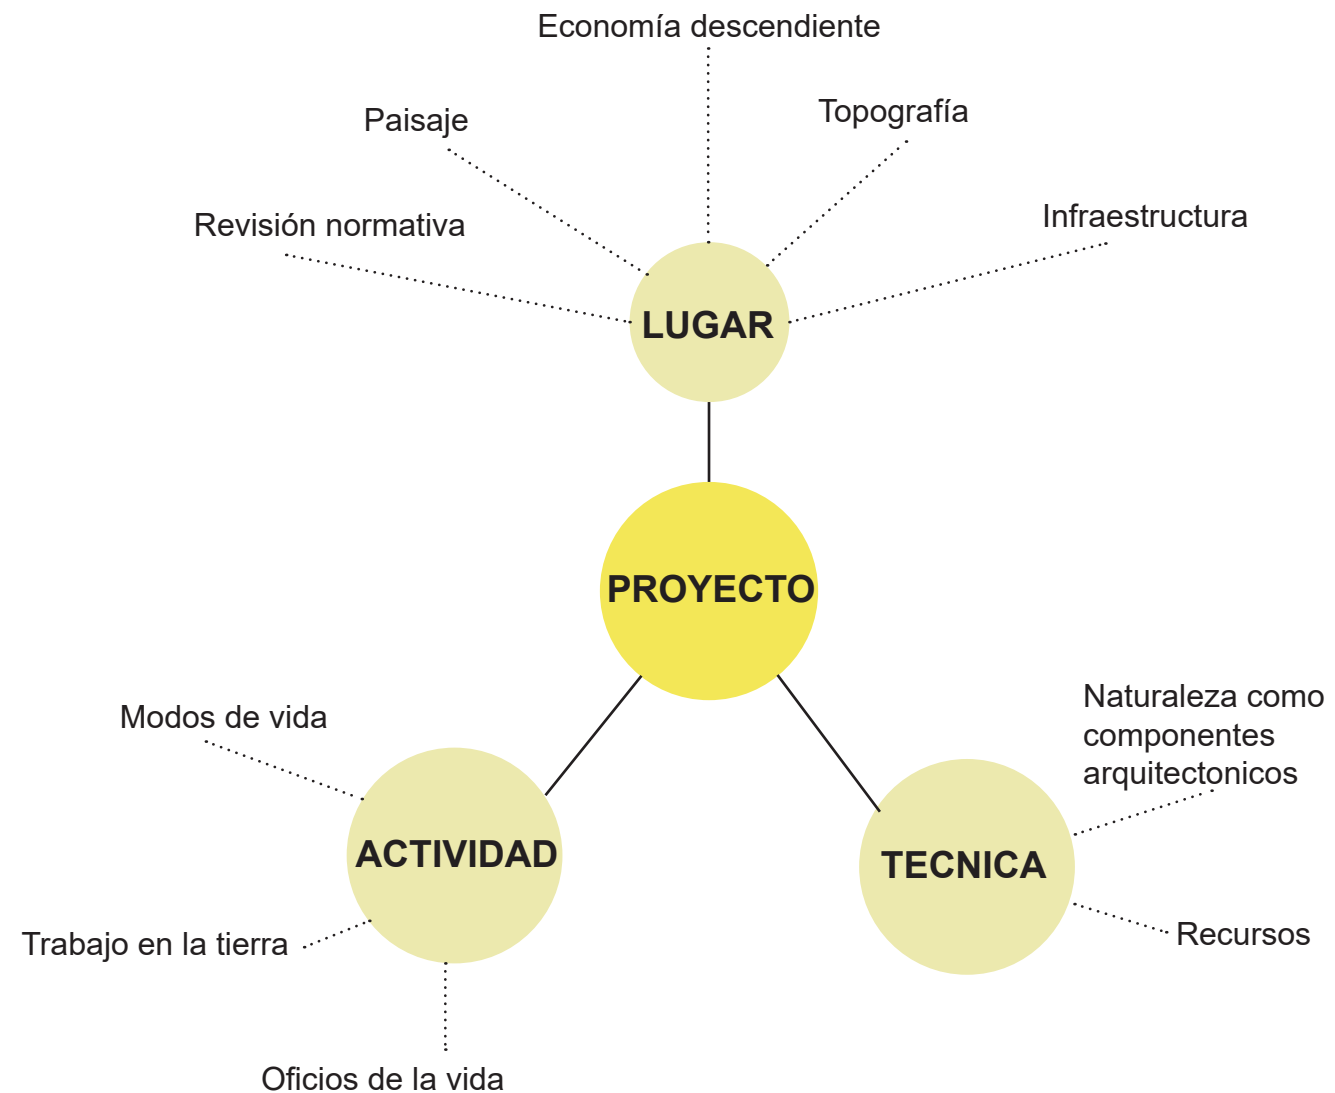 Economía descendiente
Topografía
Paisaje
Infraestructura
Revisión normativa
LUGAR
PROYECTO
Naturaleza como
componentes
arquitectonicos
Modos de vida
ACTIVIDAD
TECNICA
Recursos
Trabajo en la tierra
Oficios de la vida